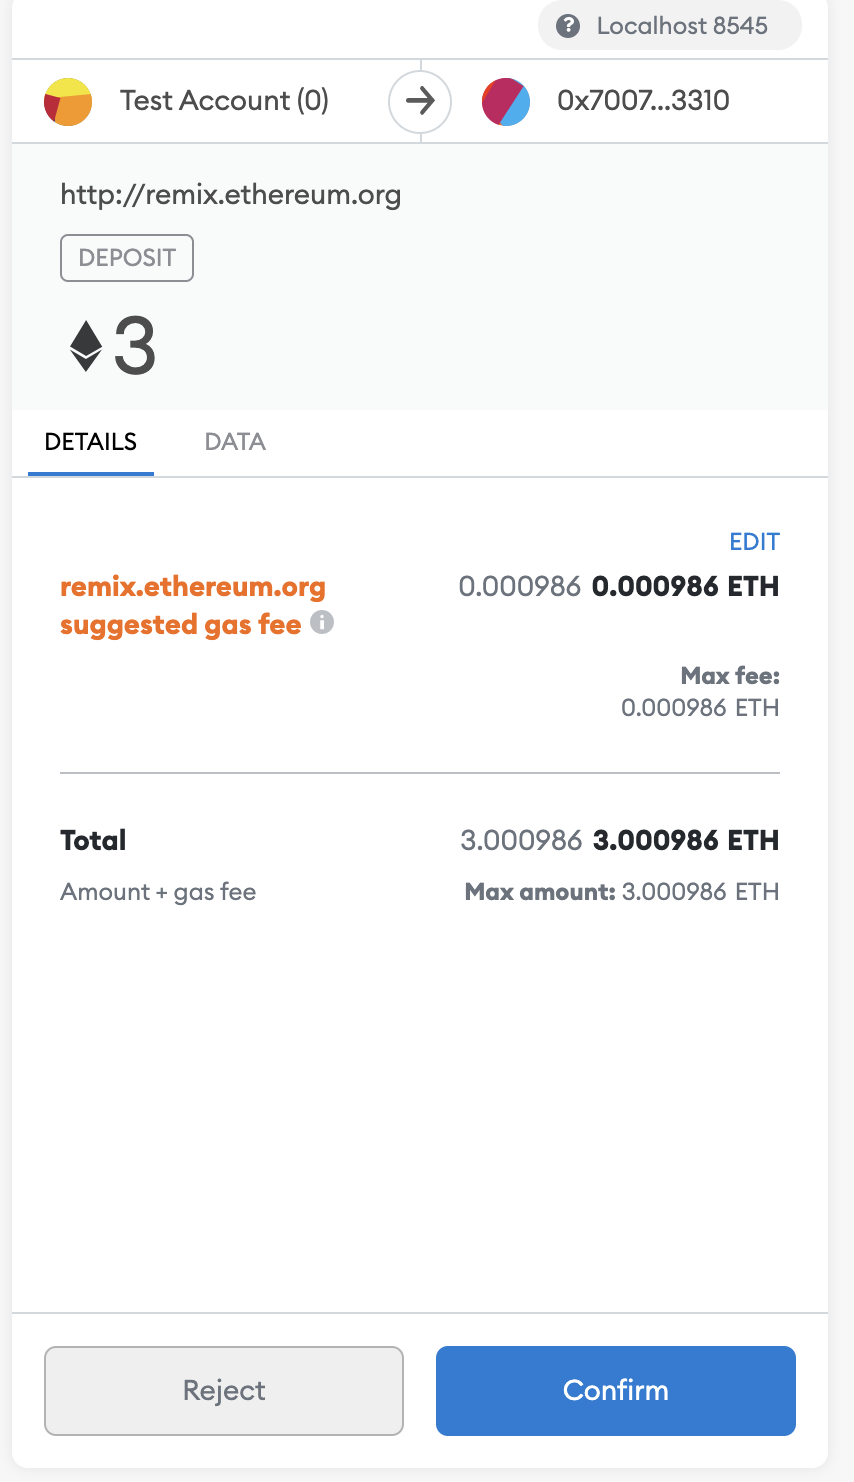 Localhost 8545
Test Account (0)
0x7007...3310
http://remix.ethereum.org
DEPOSIT
3
DETAILS
DATA
EDIT
remix.ethereum.org
suggested gas fee
0.000986 0.000986 ETH
Max fee:
0.000986 ETH
Total
3.000986 3.000986 ETH
Amount + gas fee
Max amount: 3.000986 ETH
Reject
Confirm